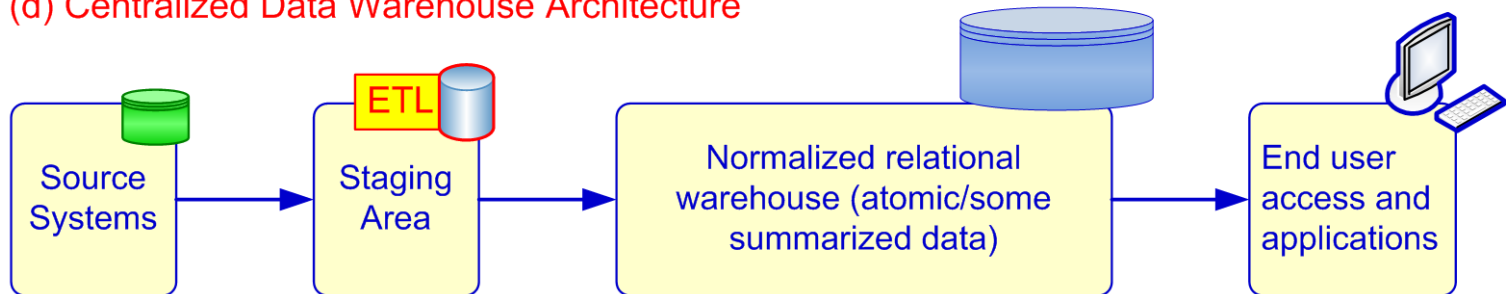 (d) Centralized Data Warehouse Architecture
ETL
Source
Systems
Staging
Area
Normalized relational
warehouse (atomic/some
summarized data)
End user
access and
applications